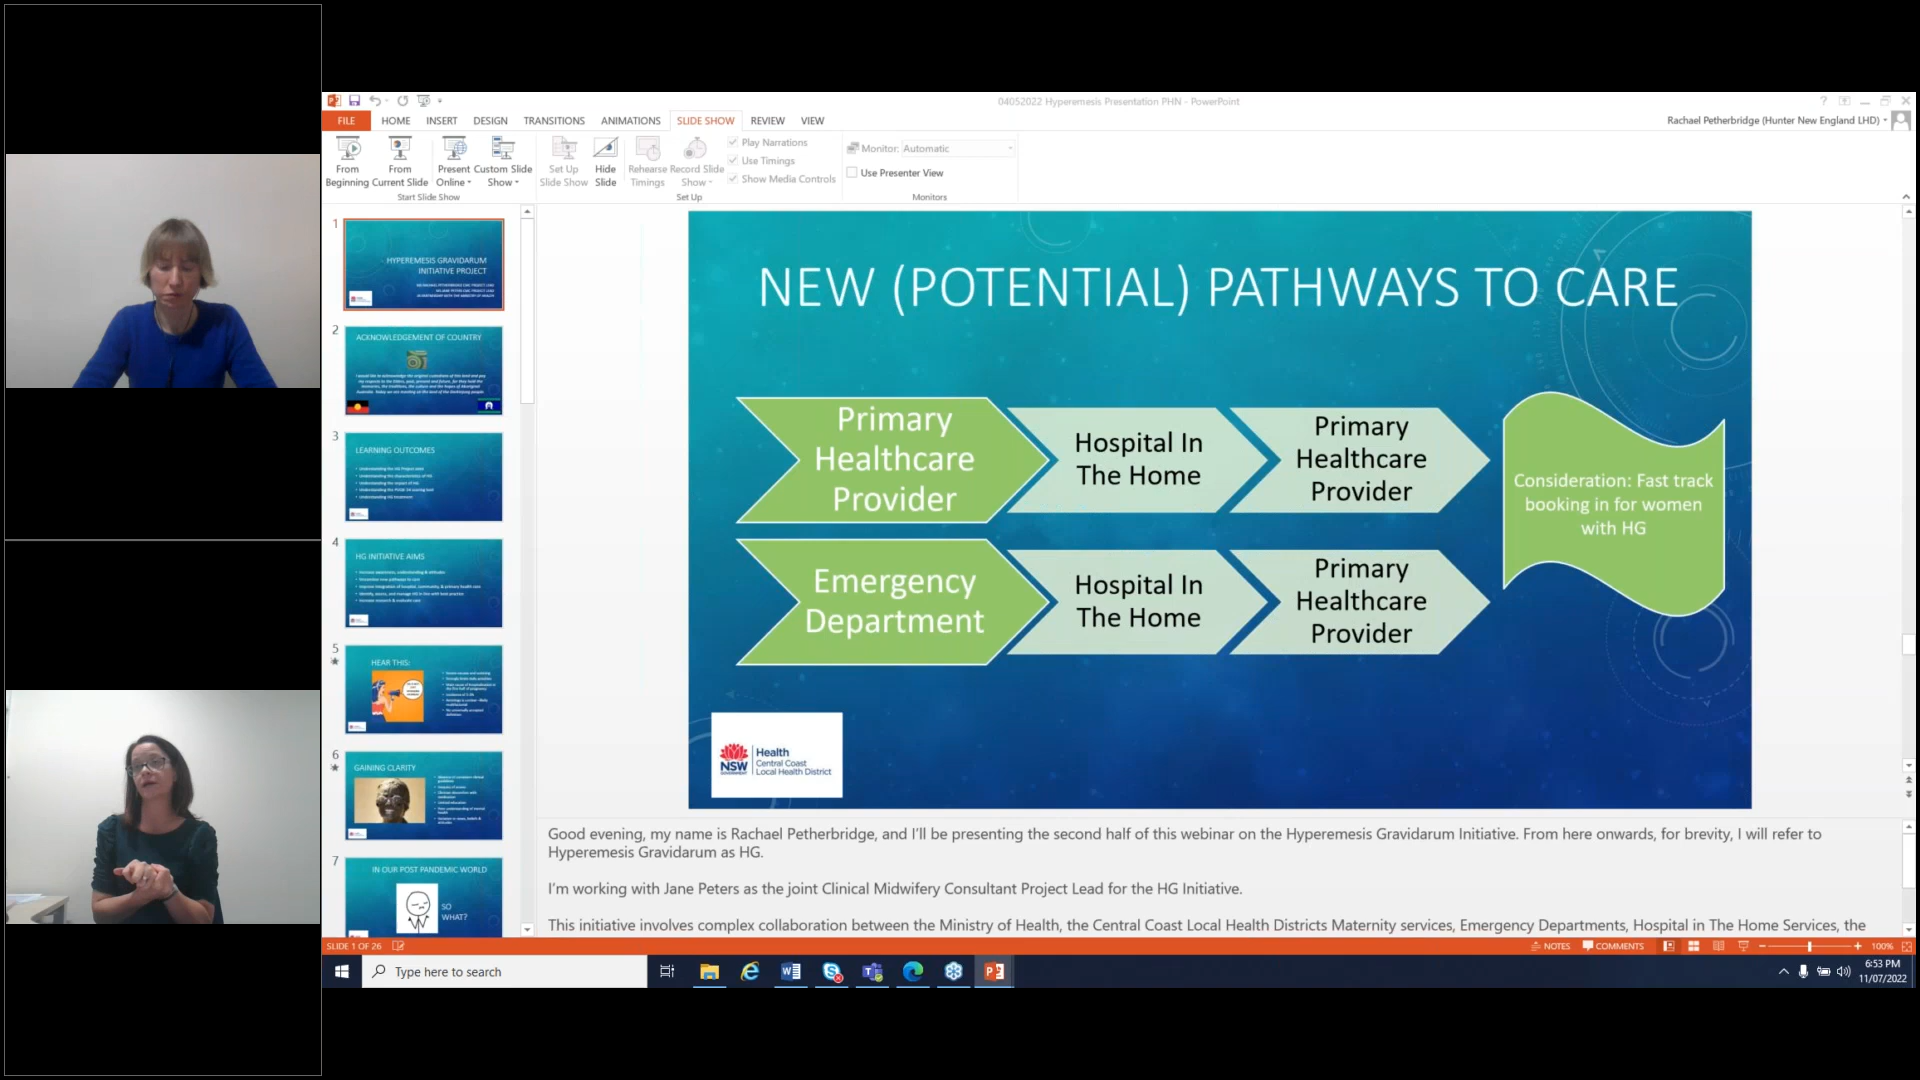 04052022 Hyperemesis Presentation PHN - PowerPoint
FILE HOME INSERT DESIGN TRANSITIONS ANIMATIONS SLIDE SHOW REVIEW VIEW
Rachael Petherbridge (Hunter New England LHD)
From Beginning
From Current Slide
Present Online
Custom Slide Show
Set Up Slide Show
Hide Slide
Rehearse Timings
Record Slide Show
Play Narrations
Use Timings
Show Media Controls
Monitor: Automatic
Use Presenter View
Start Slide Show
Set Up
Monitors
1
HYPEREMESIS GRAVIDARUM
INITIATIVE PROJECT
2
ACKNOWLEDGEMENT OF COUNTRY
3
LEARNING OUTCOMES
4
HG INITIATIVE AIMS
5
HEAR THIS:
6
GAINING CLARITY
7
IN OUR POST PANDEMIC WORLD
SO
WHAT?
NEW (POTENTIAL) PATHWAYS TO CARE
Primary
Healthcare
Provider
Hospital In
The Home
Primary
Healthcare
Provider
Emergency
Department
Hospital In
The Home
Primary
Healthcare
Provider
Consideration: Fast track
booking in for women
with HG
NSW
GOVERNMENT
Health
Central Coast
Local Health District
Good evening, my name is Rachael Petherbridge, and I'll be presenting the second half of this webinar on the Hyperemesis Gravidarum Initiative. From here onwards, for brevity, I will refer to
Hyperemesis Gravidarum as HG.
I'm working with Jane Peters as the joint Clinical Midwifery Consultant Project Lead for the HG Initiative.
This initiative involves complex collaboration between the Ministry of Health, the Central Coast Local Health Districts Maternity services, Emergency Departments, Hospital in The Home Services, the
SLIDE 1 OF 26
NOTES COMMENTS 100%
Type here to search
6:53 PM
11/07/2022